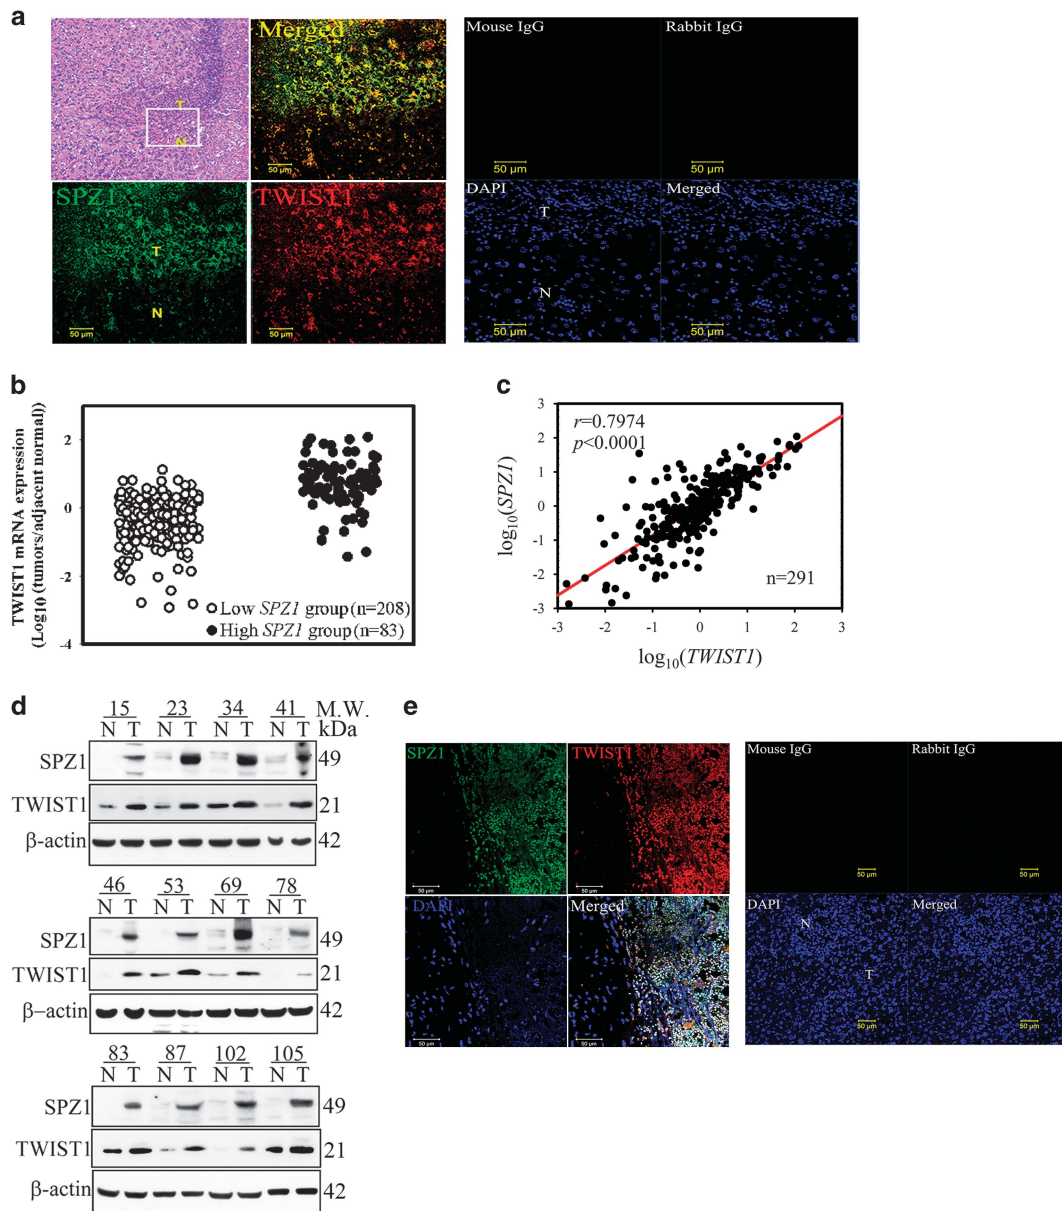 a
Merged
T
N
50 µm
SPZ1
T
N
50 µm
TWIST1
50 µm
Mouse IgG
50 µm
Rabbit IgG
50 µm
DAPI
T
N
50 µm
Merged
50 µm
b
TWIST1 mRNA expression
(Log10 (tumors/adjacent normal))
2
0
-2
-4
Low SPZ1 group (n=208)
High SPZ1 group (n=83)
c
r=0.7974
p<0.0001
n=291
log10(SPZ1)
3
2
1
0
-1
-2
-3
-3 -2 -1 0 1 2 3
log10(TWIST1)
d
15 23 34 41 M.W.
N T N T N T N T kDa
SPZ1 49
TWIST1 21
β-actin 42
46 53 69 78
N T N T N T N T
SPZ1 49
TWIST1 21
β-actin 42
83 87 102 105
N T N T N T N T
SPZ1 49
TWIST1 21
β-actin 42
e
SPZ1
50 µm
TWIST1
50 µm
DAPI
50 µm
Merged
50 µm
Mouse IgG
50 µm
Rabbit IgG
50 µm
DAPI
N
T
50 µm
Merged
50 µm